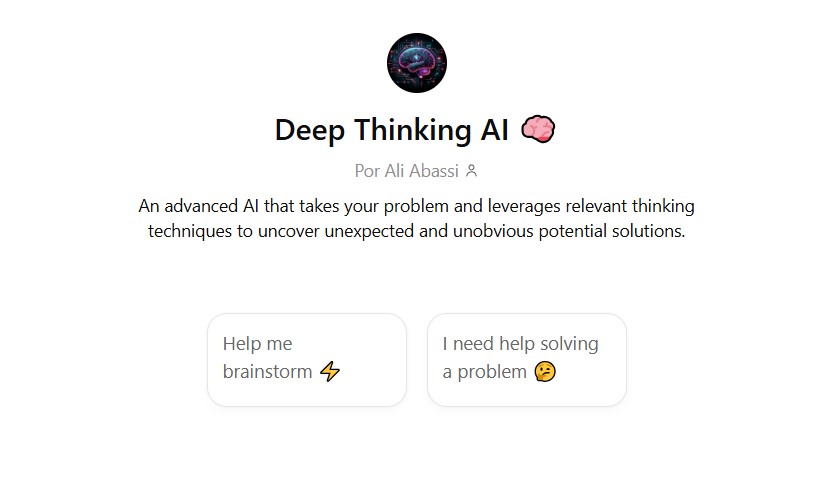 Deep Thinking AI 🧠
Por Ali Abassi
An advanced AI that takes your problem and leverages relevant thinking
techniques to uncover unexpected and unobvious potential solutions.
Help me
brainstorm ⚡
I need help solving
a problem 🤔